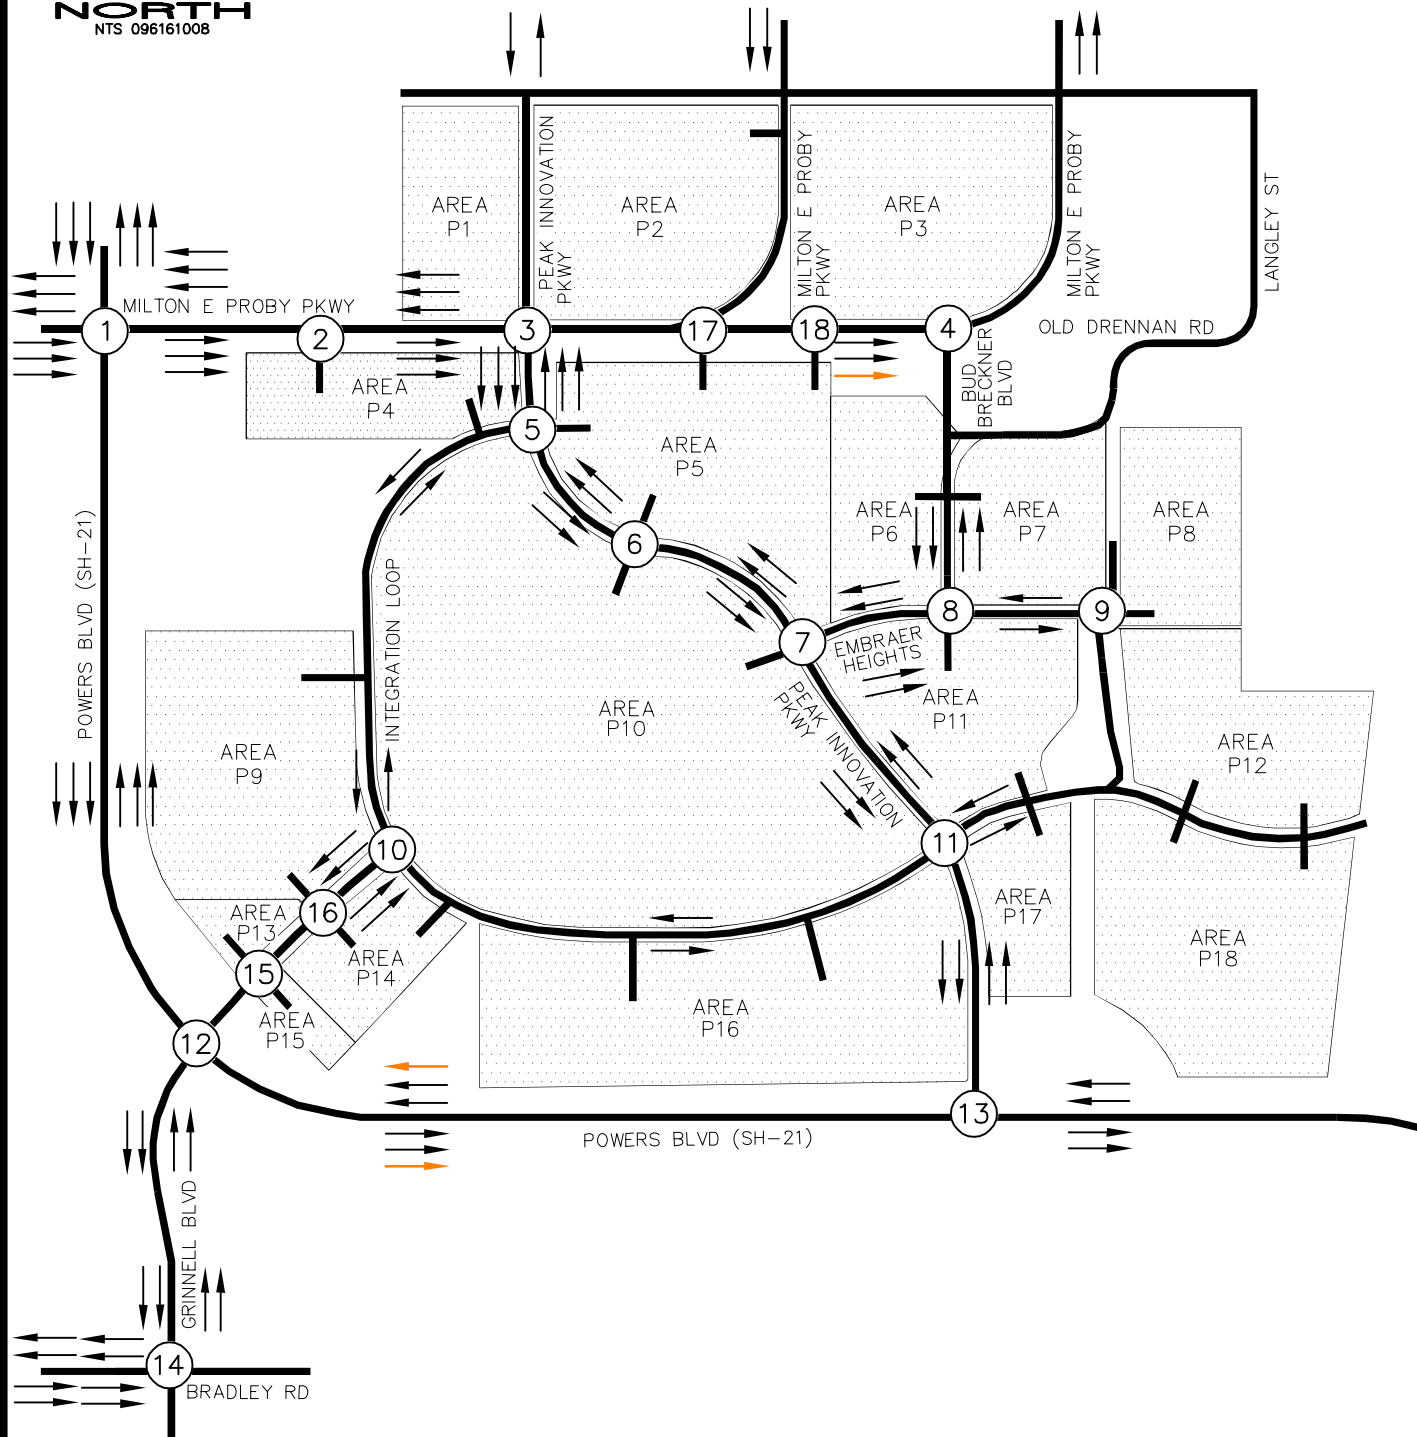 NORTH
NTS 096161008
AREA
P1
PEAK INNOVATION
PKWY
AREA
P2
MILTON E PROBY
PKWY
AREA
P3
MILTON E PROBY
PKWY
LANGLEY ST
MILTON E PROBY PKWY
1
2
3
17
18
4
OLD DRENNAN RD
BUD
BRECKNER
BLVD
AREA
P4
5
AREA
P5
6
AREA
P6
AREA
P7
AREA
P8
POWERS BLVD (SH-21)
INTEGRATION LOOP
7
8
9
EMBRAER
HEIGHTS
PEAK INNOVATION
PKWY
AREA
P9
AREA
P10
AREA
P11
AREA
P12
10
11
16
AREA
P13
AREA
P14
15
AREA
P15
12
AREA
P16
AREA
P17
AREA
P18
13
POWERS BLVD (SH-21)
GRINNELL BLVD
14
BRADLEY RD